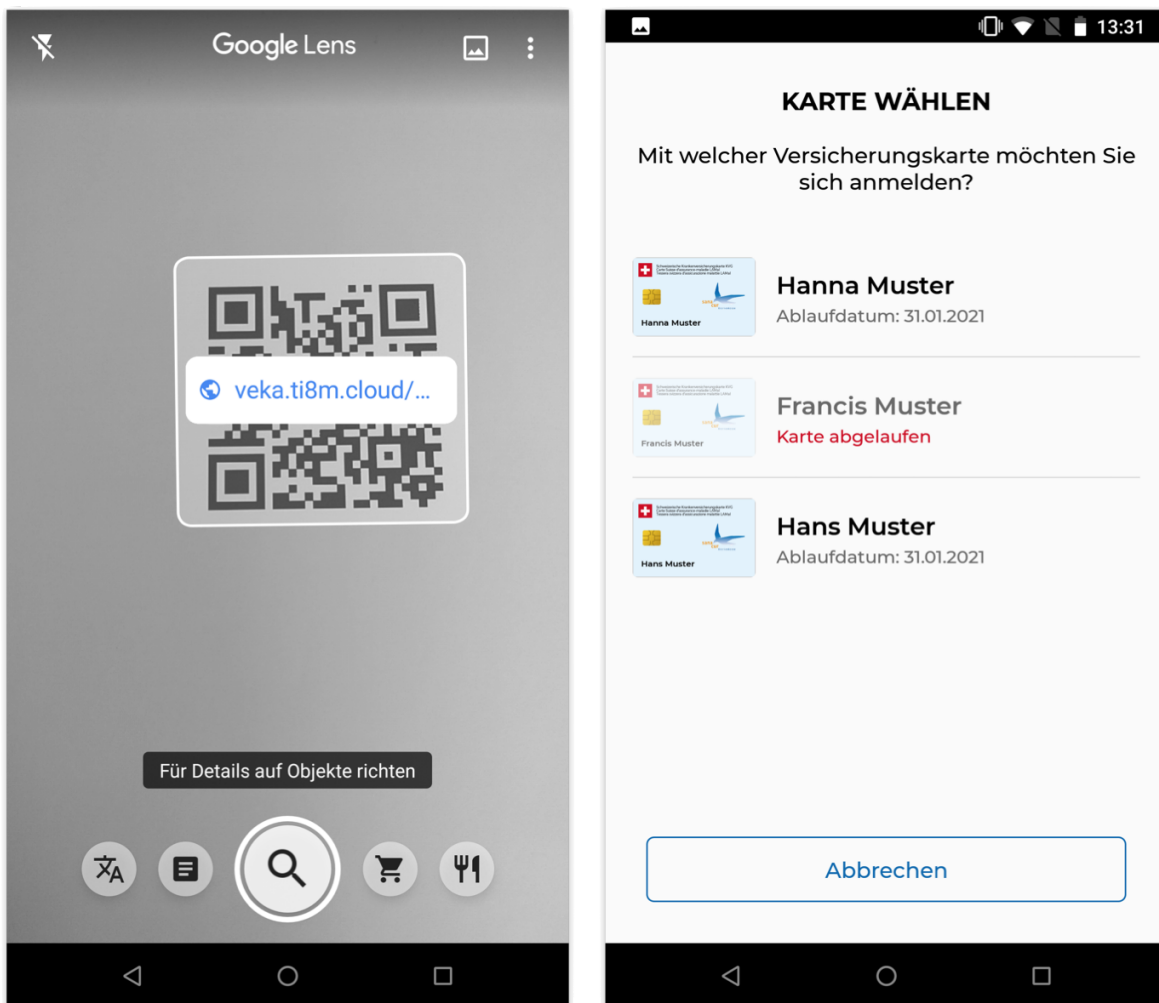 Google Lens
veka.ti8m.cloud/...
Für Details auf Objekte richten
13:31
KARTE WÄHLEN
Mit welcher Versicherungskarte möchten Sie
sich anmelden?
Hanna Muster
Hanna Muster
Ablaufdatum: 31.01.2021
Francis Muster
Francis Muster
Karte abgelaufen
Hans Muster
Hans Muster
Ablaufdatum: 31.01.2021
Abbrechen